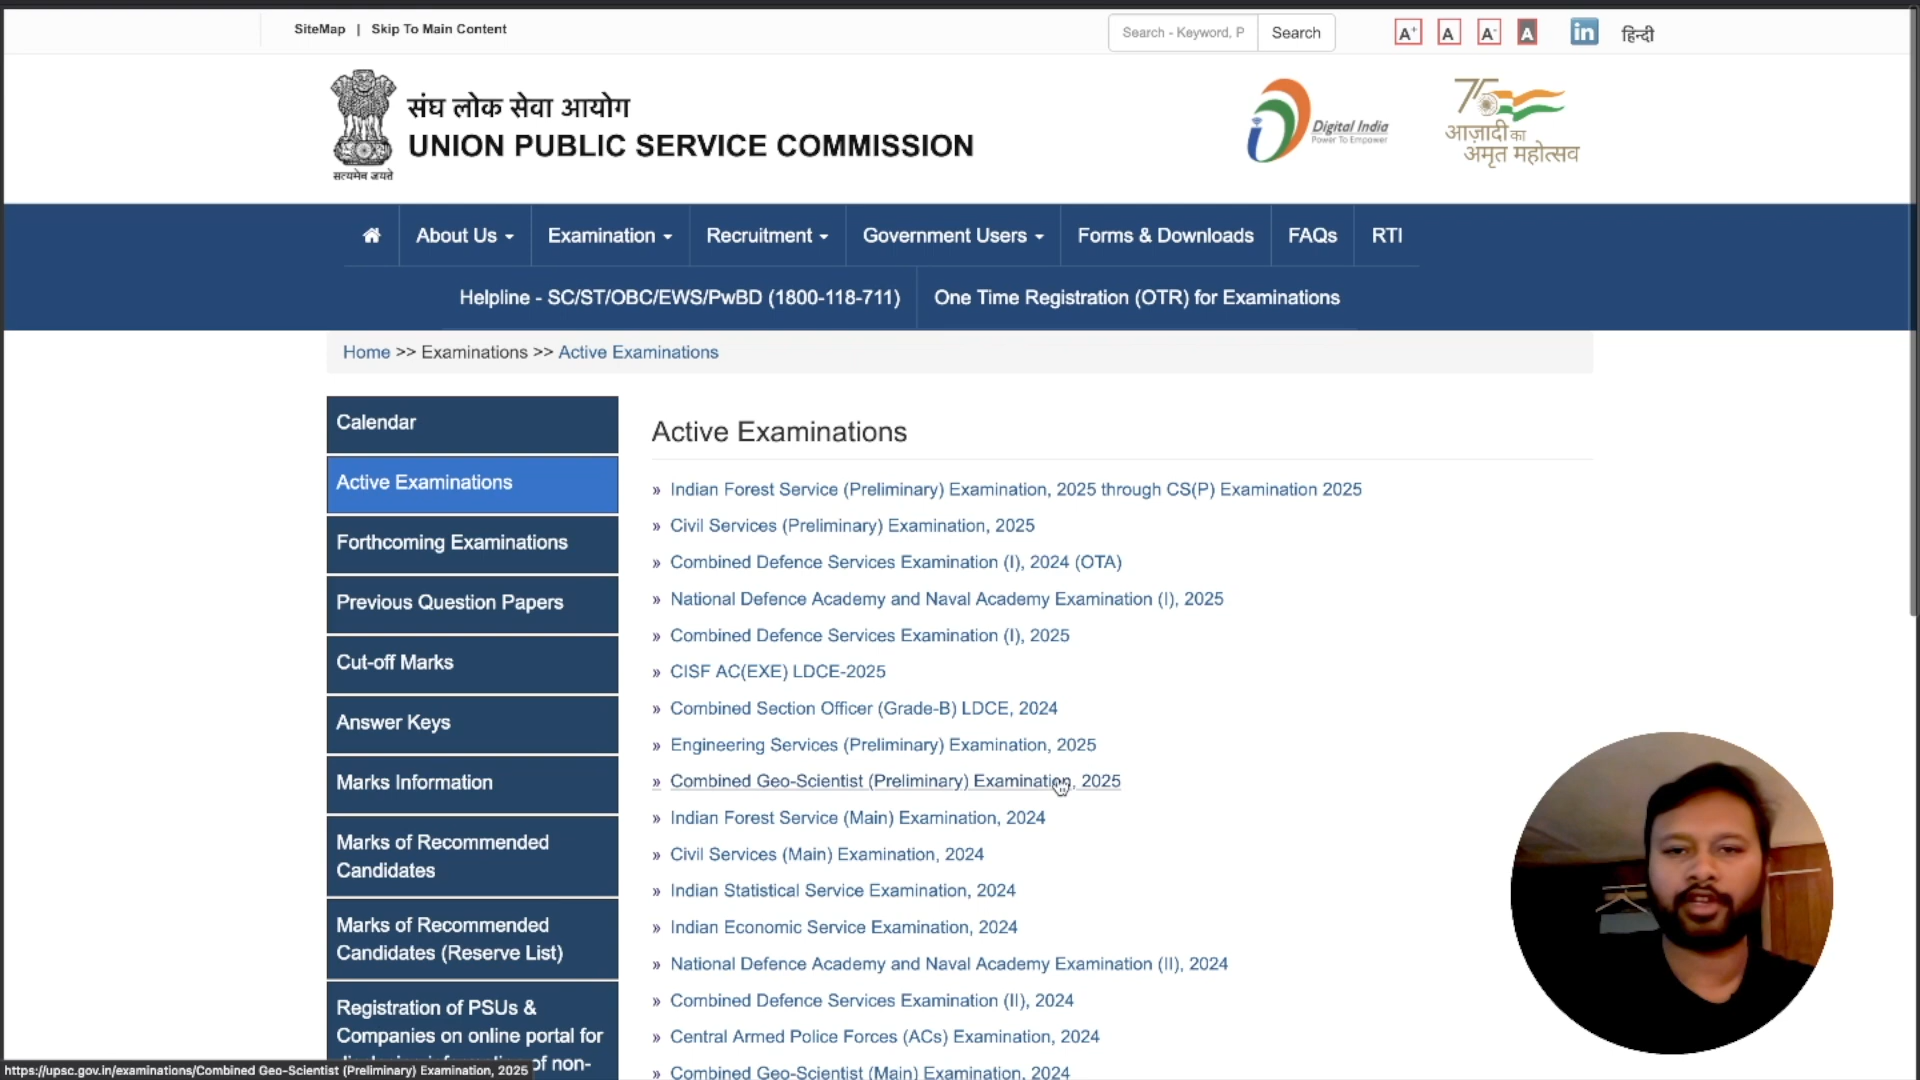 SiteMap | Skip To Main Content
Search - Keyword, P
Search
A+ A A- A
in
हिन्दी
संघ लोक सेवा आयोग
UNION PUBLIC SERVICE COMMISSION
सत्यमेव जयते
Digital India
Power To Empower
75
आज़ादी का
अमृत महोत्सव
About Us
Examination
Recruitment
Government Users
Forms & Downloads
FAQs
RTI
Helpline - SC/ST/OBC/EWS/PwBD (1800-118-711)
One Time Registration (OTR) for Examinations
Home >> Examinations >> Active Examinations
Calendar
Active Examinations
Forthcoming Examinations
Previous Question Papers
Cut-off Marks
Answer Keys
Marks Information
Marks of Recommended
Candidates
Marks of Recommended
Candidates (Reserve List)
Registration of PSUs &
Companies on online portal for
of non-
Active Examinations
» Indian Forest Service (Preliminary) Examination, 2025 through CS(P) Examination 2025
» Civil Services (Preliminary) Examination, 2025
» Combined Defence Services Examination (I), 2024 (OTA)
» National Defence Academy and Naval Academy Examination (I), 2025
» Combined Defence Services Examination (I), 2025
» CISF AC(EXE) LDCE-2025
» Combined Section Officer (Grade-B) LDCE, 2024
» Engineering Services (Preliminary) Examination, 2025
» Combined Geo-Scientist (Preliminary) Examination, 2025
» Indian Forest Service (Main) Examination, 2024
» Civil Services (Main) Examination, 2024
» Indian Statistical Service Examination, 2024
» Indian Economic Service Examination, 2024
» National Defence Academy and Naval Academy Examination (II), 2024
» Combined Defence Services Examination (II), 2024
» Central Armed Police Forces (ACs) Examination, 2024
» Combined Geo-Scientist (Main) Examination, 2024
https://upsc.gov.in/examinations/Combined Geo-Scientist (Preliminary) Examination, 2025